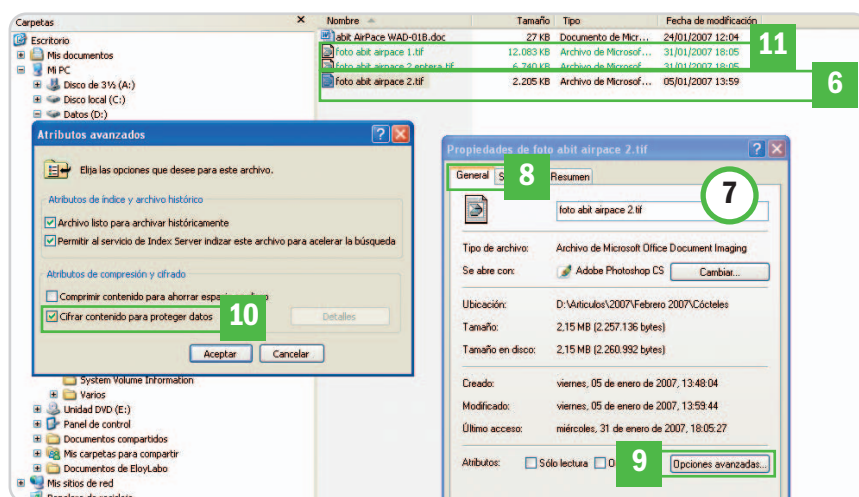 Carpetas
Escritorio
Mis documentos
Mi PC
Disco de 3½ (A:)
Disco local (C:)
Datos (D:)
Nombre Tamaño Tipo Fecha de modificación
abit AirPace WAD-01B.doc 27 KB Documento de Micr... 24/01/2007 12:04
foto abit airpace 1.tif 12.083 KB Archivo de Microsof... 31/01/2007 18:05
foto abit airpace 2 entera.tif 6.740 KB Archivo de Microsof... 31/01/2007 18:05
foto abit airpace 2.tif 2.205 KB Archivo de Microsof... 05/01/2007 13:59
11
6
Atributos avanzados
Elija las opciones que desee para este archivo.
Atributos de índice y archivo histórico
Archivo listo para archivar históricamente
Permitir al servicio de Index Server indizar este archivo para acelerar la búsqueda
Atributos de compresión y cifrado
Comprimir contenido para ahorrar
Cifrar contenido para proteger datos
10
Detalles
Aceptar Cancelar
System Volume Information
Varios
Unidad DVD (E:)
Panel de control
Documentos compartidos
Mis carpetas para compartir
Documentos de EloyLabo
Mis sitios de red
Propiedades de foto abit airpace 2.tif
General
8
Resumen
7
foto abit airpace 2.tif
Tipo de archivo: Archivo de Microsoft Office Document Imaging
Se abre con: Adobe Photoshop CS Cambiar...
Ubicación: D:\Articulos\2007\Febrero 2007\Cócteles
Tamaño: 2,15 MB (2.257.136 bytes)
Tamaño en disco: 2,15 MB (2.260.992 bytes)
Creado: viernes, 05 de enero de 2007, 13:48:04
Modificado: viernes, 05 de enero de 2007, 13:59:44
Último acceso: miércoles, 31 de enero de 2007, 18:05:27
Atributos: Sólo lectura
9
Opciones avanzadas...